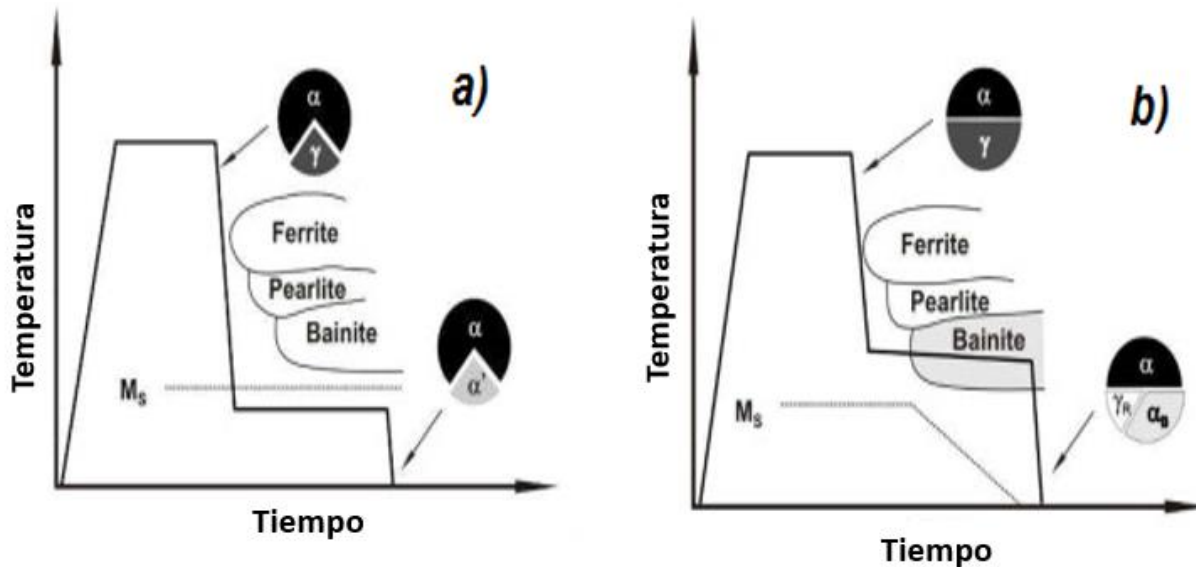 a)
α
γ
Ferrite
Pearlite
Bainite
α
α'
Ms
Temperatura
Tiempo
b)
α
γ
Ferrite
Pearlite
Bainite
α
γR
αB
Ms
Temperatura
Tiempo